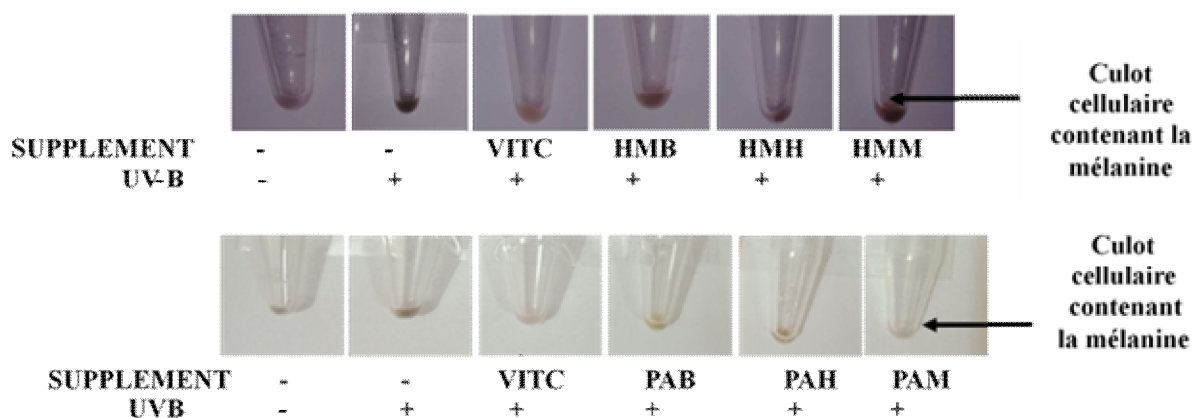 Culot
cellulaire
contenant la
mélanine
SUPPLEMENT - - VITC HMB HMH HMM
UV-B - + + + + +
Culot
cellulaire
contenant
la mélanine
SUPPLEMENT - - VITC PAB PAH PAM
UVB - + + + + +